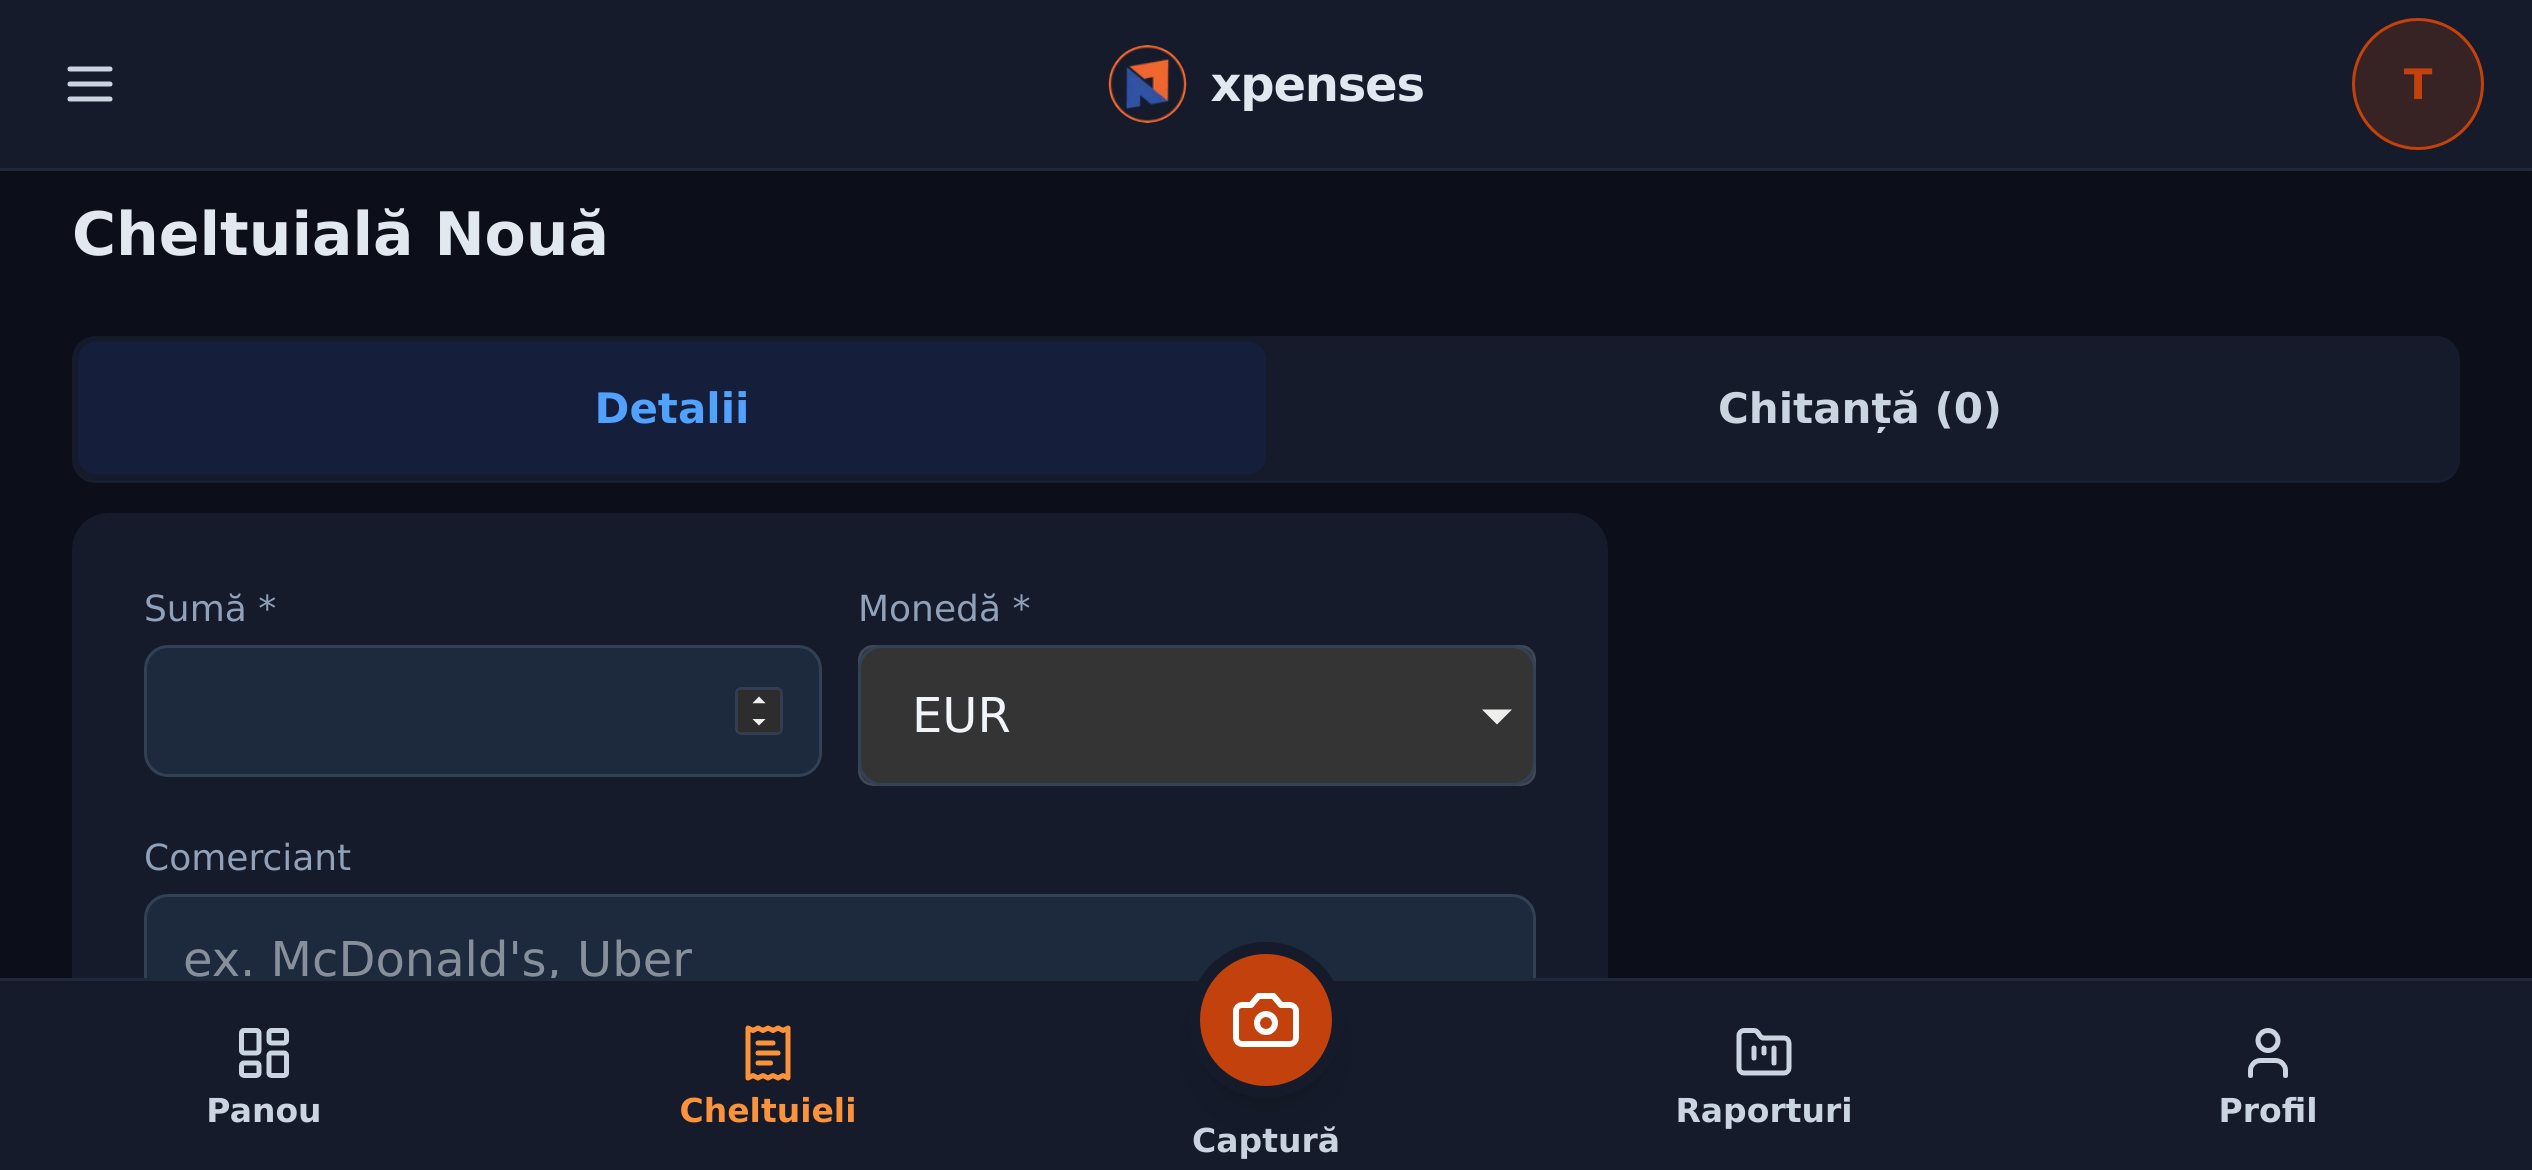 xpenses
T
Cheltuială Nouă
Detalii
Chitanță (0)
Sumă *
Monedă *
EUR
Comerciant
ex. McDonald's, Uber
Panou
Cheltuieli
Captură
Raporturi
Profil